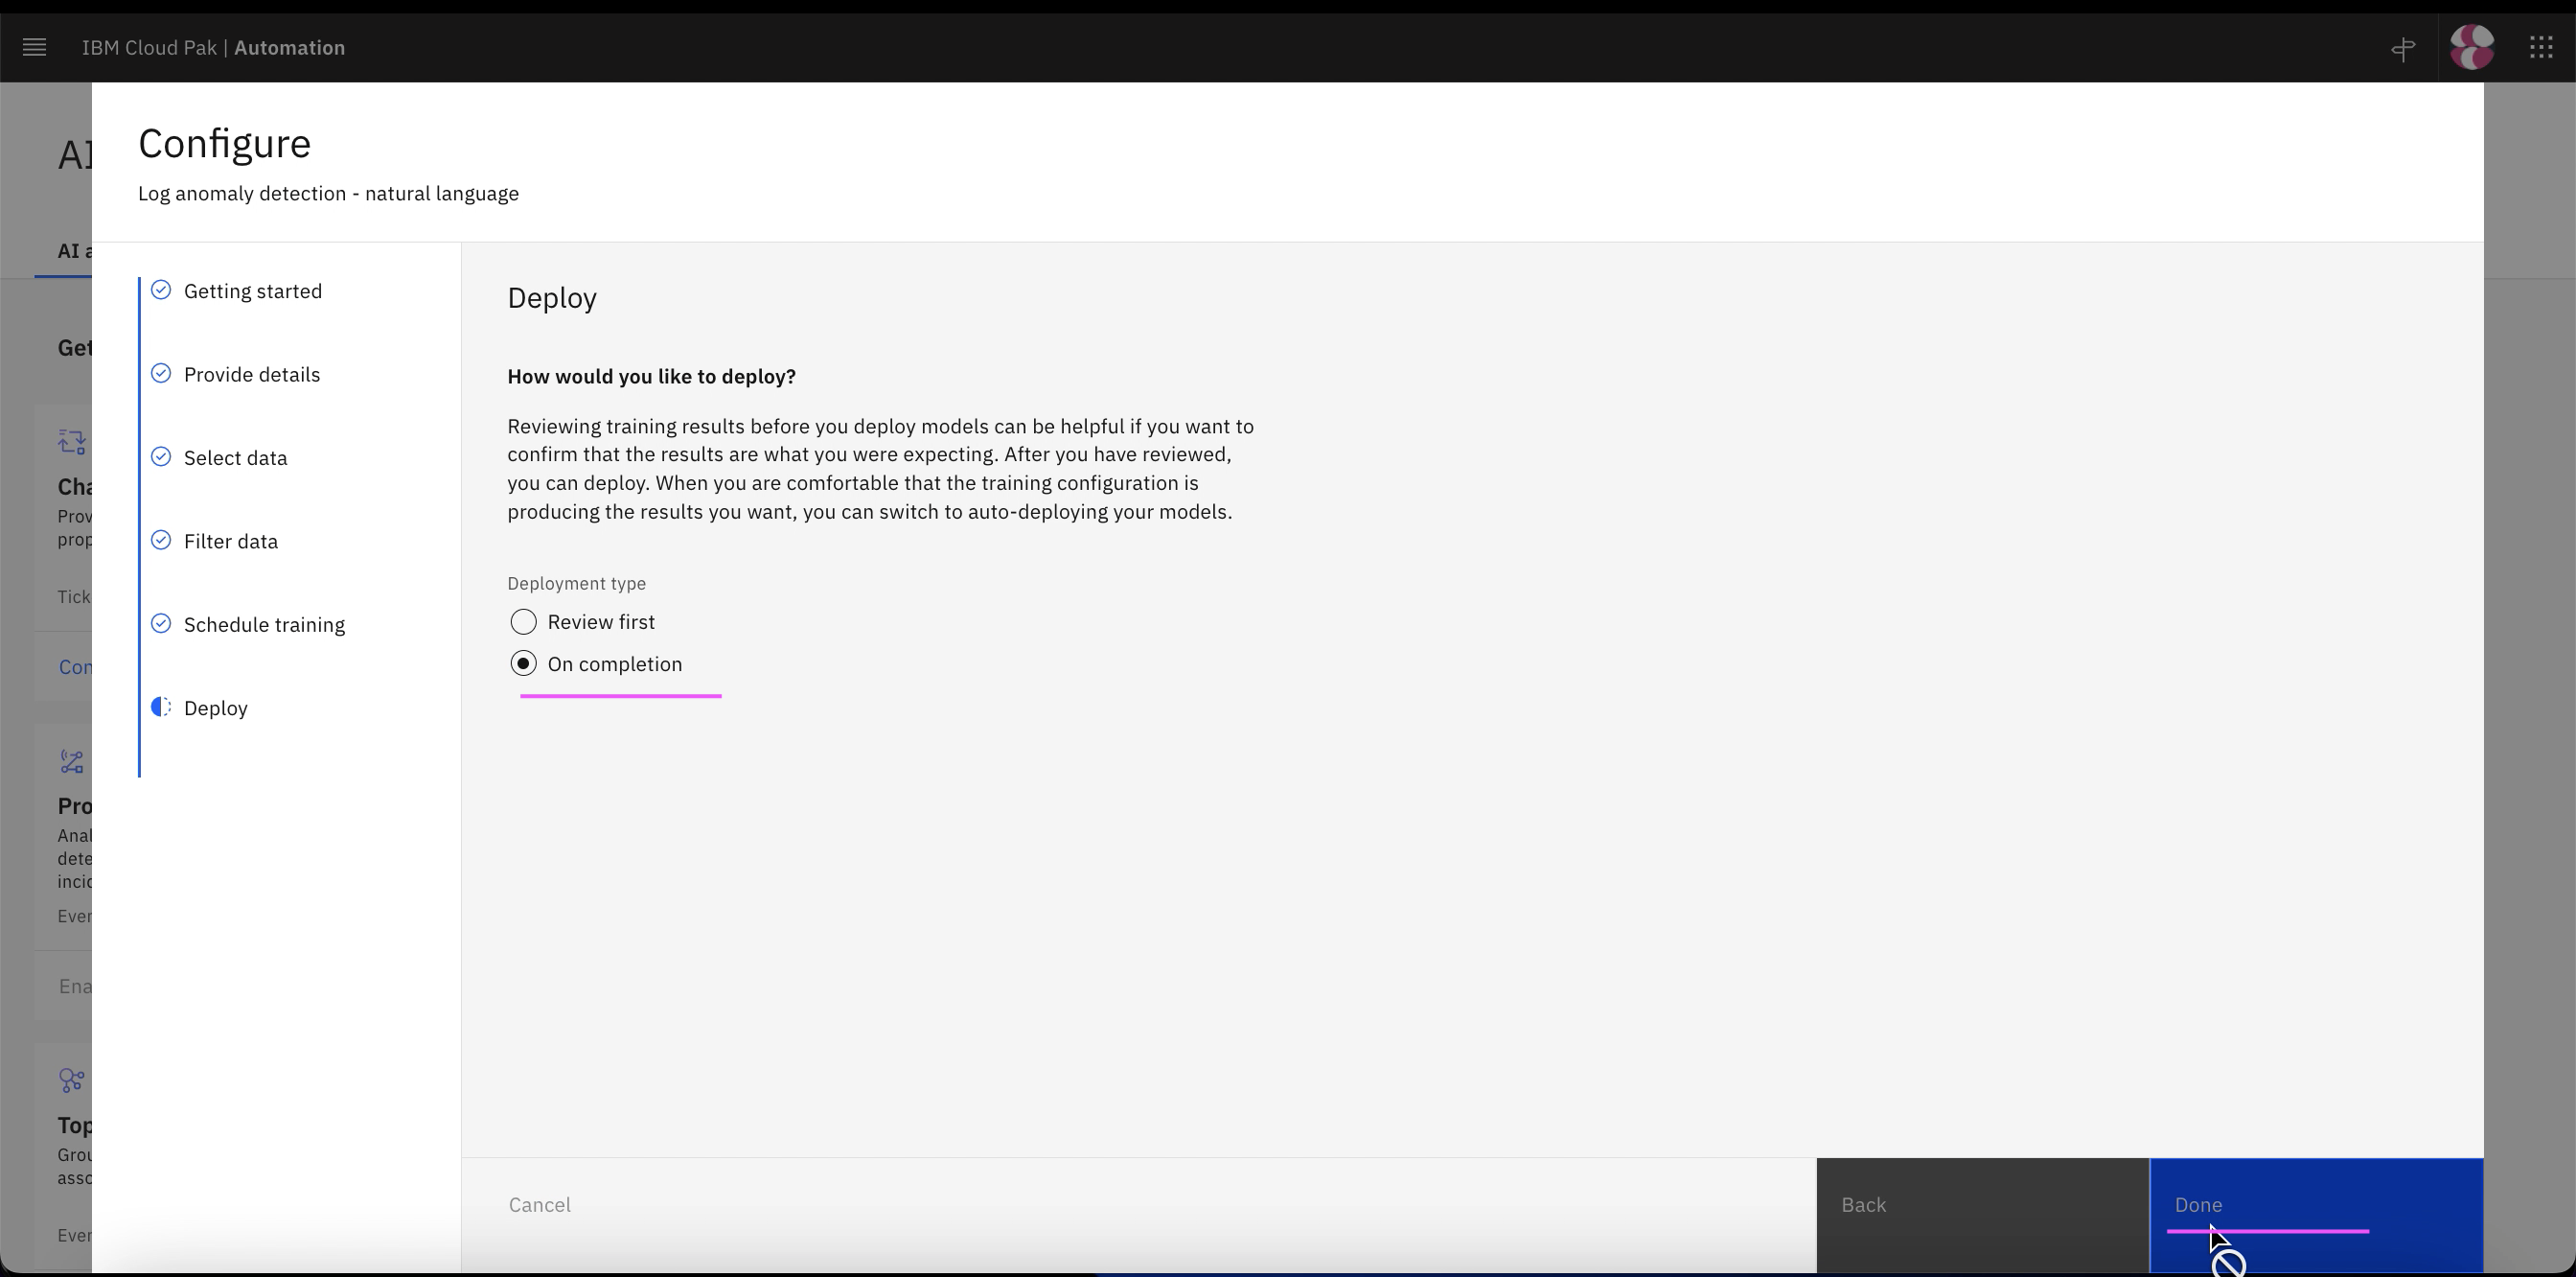 IBM Cloud Pak | Automation
AI
Configure
Log anomaly detection - natural language
AI a
Get
Getting started
Provide details
Select data
Filter data
Schedule training
Deploy
Deploy
How would you like to deploy?
Reviewing training results before you deploy models can be helpful if you want to
confirm that the results are what you were expecting. After you have reviewed,
you can deploy. When you are comfortable that the training configuration is
producing the results you want, you can switch to auto-deploying your models.
Deployment type
Review first
On completion
Cha
Prov
prop
Tick
Con
Pro
Anal
dete
incid
Even
Ena
Top
Grou
asso
Even
Cancel
Back
Done